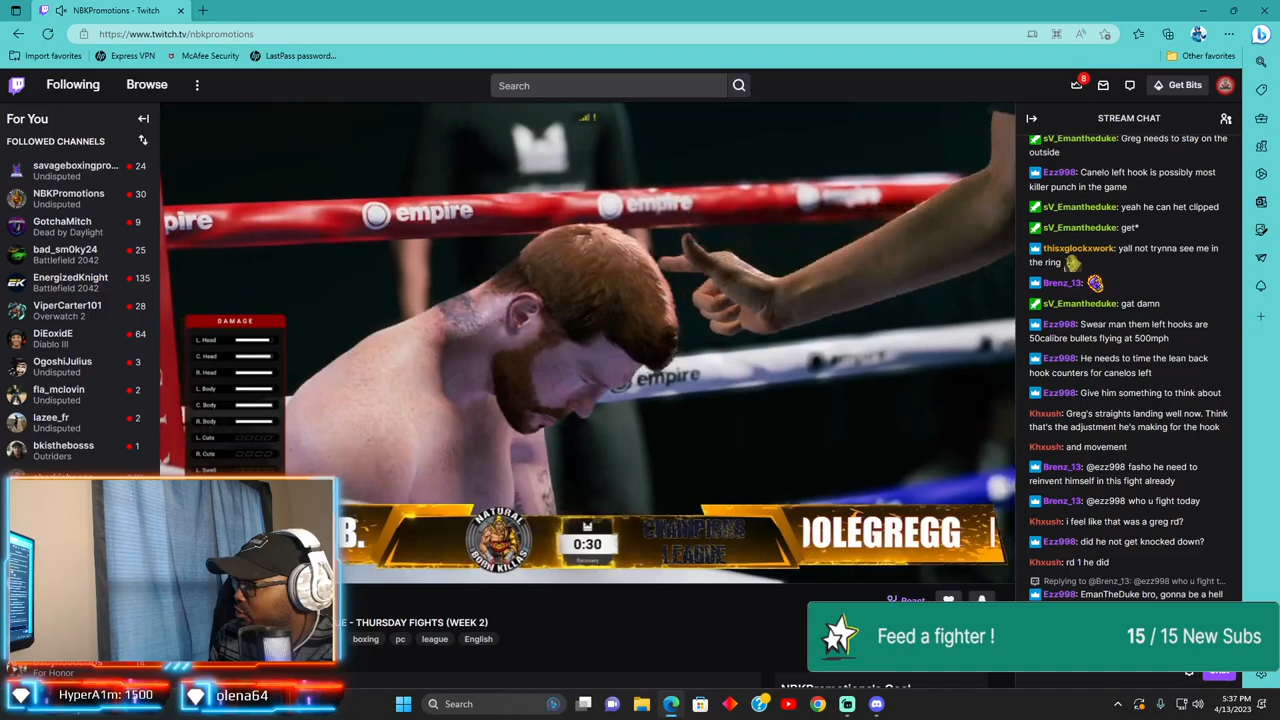 NBKPromotions - Twitch
https://www.twitch.tv/nbkpromotions
Import favorites
Express VPN
McAfee Security
LastPass password...
Other favorites
Following
Browse
Search
8
Get Bits
For You
FOLLOWED CHANNELS
savageboxingpro...
24
Undisputed
NBKPromotions
30
Undisputed
GotchaMitch
9
Dead by Daylight
bad_sm0ky24
25
Battlefield 2042
EnergizedKnight
135
Battlefield 2042
ViperCarter101
28
Overwatch 2
DiEoxidE
64
Diablo III
OgoshiJulius
3
Undisputed
fla_mclovin
2
Undisputed
lazee_fr
2
Undisputed
bkisthebosss
1
Outriders
For Honor
HyperA1m: 1500
olena64
pire
empire
empire
empire
DAMAGE
L. Head
C. Head
R. Head
L. Body
C. Body
R. Body
L. Cuts
R. Cuts
L. Swell
B.
NATURAL
BORN KILLAS
0:30
Recovery
CHAMPIONS
LEAGUE
OLEGREGG
React
UE - THURSDAY FIGHTS (WEEK 2)
boxing
pc
league
English
STREAM CHAT
sV_Emantheduke: Greg needs to stay on the
outside
Ezz998: Canelo left hook is possibly most
killer punch in the game
sV_Emantheduke: yeah he can het clipped
sV_Emantheduke: get*
thisxglockxwork: yall not trynna see me in
the ring
Brenz_13:
sV_Emantheduke: gat damn
Ezz998: Swear man them left hooks are
50calibre bullets flying at 500mph
Ezz998: He needs to time the lean back
hook counters for canelos left
Ezz998: Give him something to think about
Khxush: Greg's straights landing well now. Think
that's the adjustment he's making for the hook
Khxush: and movement
Brenz_13: @ezz998 fasho he need to
reinvent himself in this fight already
Brenz_13: @ezz998 who u fight today
Khxush: i feel like that was a greg rd?
Ezz998: did he not get knocked down?
Khxush: rd 1 he did
Replying to @Brenz_13: @ezz998 who u fight t...
Ezz998: EmanTheDuke bro, gonna be a hell
7
Feed a fighter !
15 / 15 New Subs
Search
5:37 PM
4/13/2023